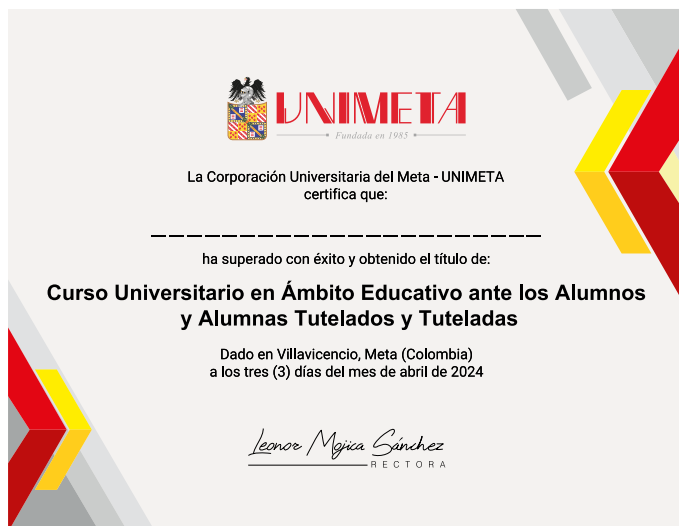 UNIMETA
Fundada en 1985
La Corporación Universitaria del Meta - UNIMETA
certifica que:
ha superado con éxito y obtenido el título de:
Curso Universitario en Ámbito Educativo ante los Alumnos
y Alumnas Tutelados y Tuteladas
Dado en Villavicencio, Meta (Colombia)
a los tres (3) días del mes de abril de 2024
Leonor Mojica Sánchez
RECTORA